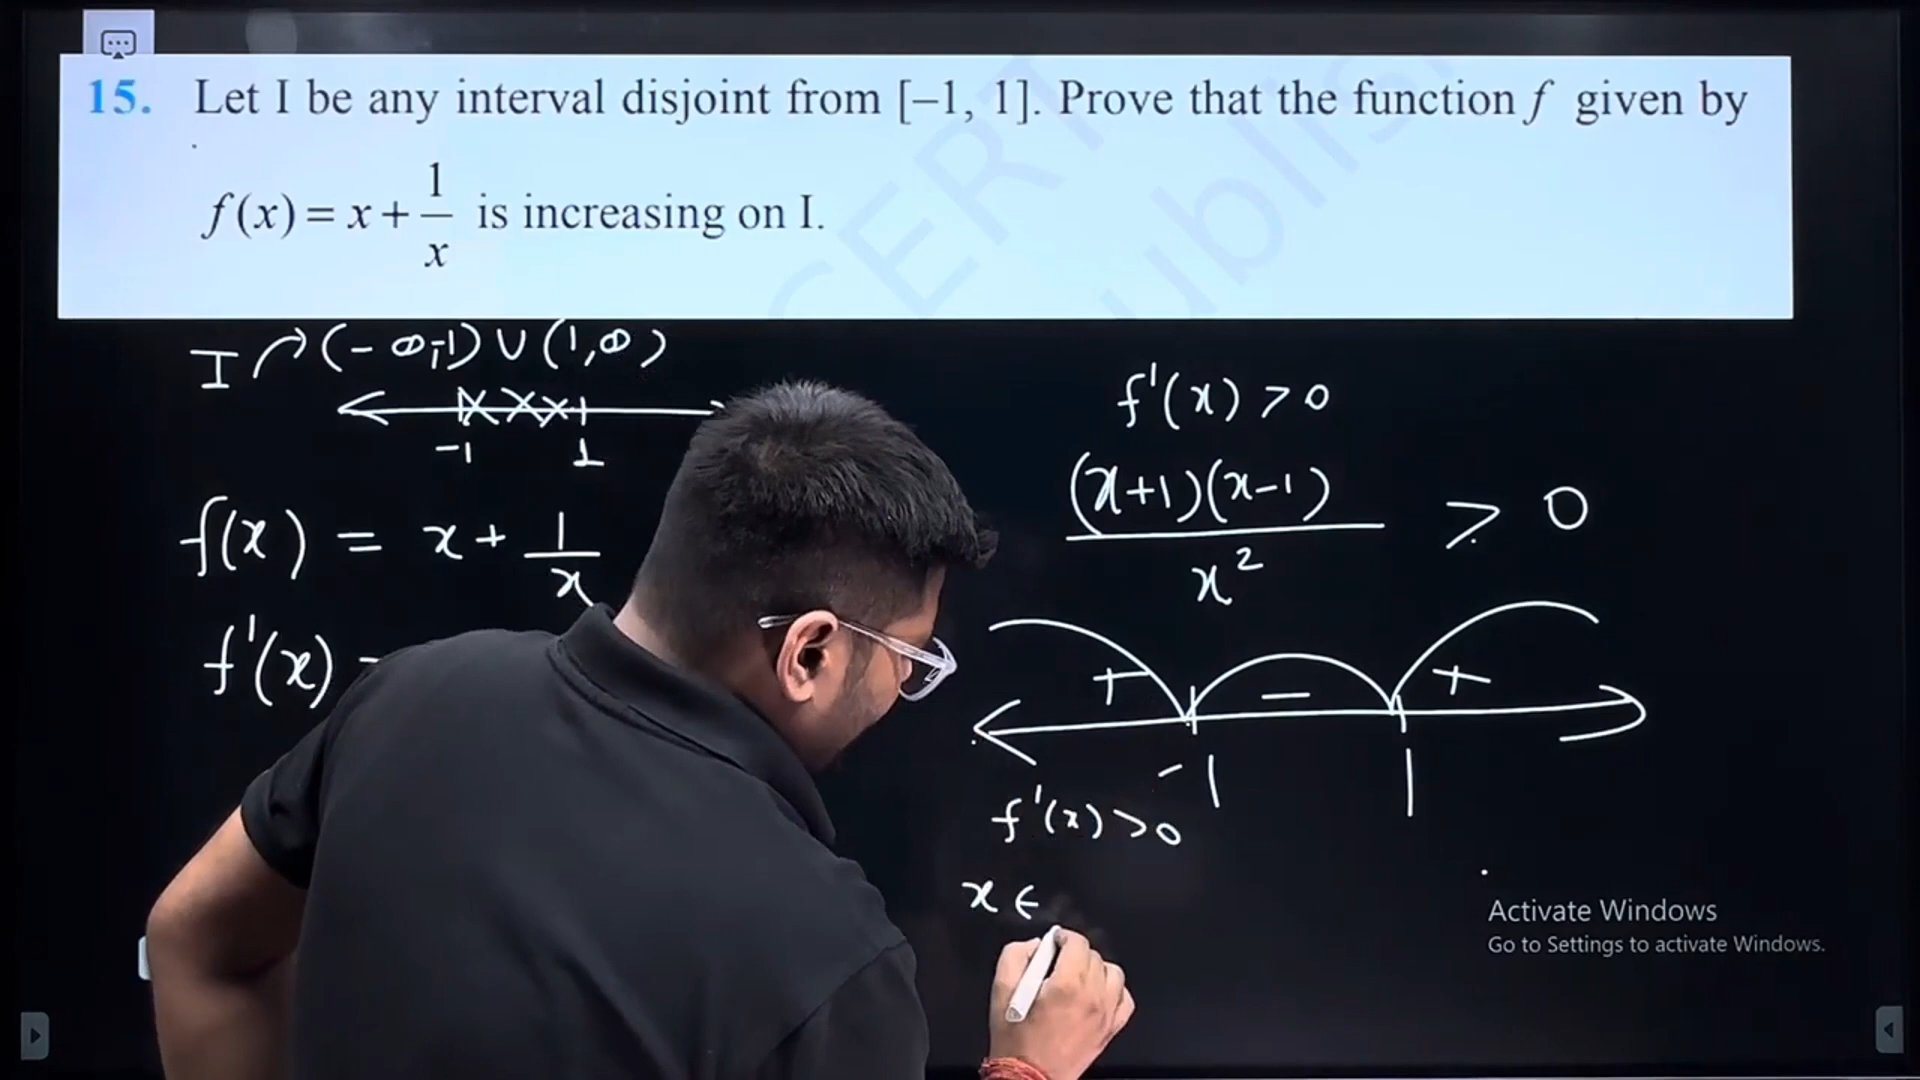 15. Let I be any interval disjoint from [–1, 1]. Prove that the function f given by
f(x) = x + 1/x is increasing on I.
I → (-∞,-1) ∪ (1,∞)
-1 1
f(x) = x + 1/x
f'(x) =
f'(x) > 0
(x+1)(x-1)/x² > 0
+ − +
-1 1
f'(x) > 0
x ∈
Activate Windows
Go to Settings to activate Windows.